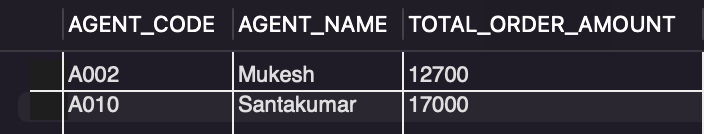 AGENT_CODE AGENT_NAME TOTAL_ORDER_AMOUNT
A002 Mukesh 12700
A010 Santakumar 17000